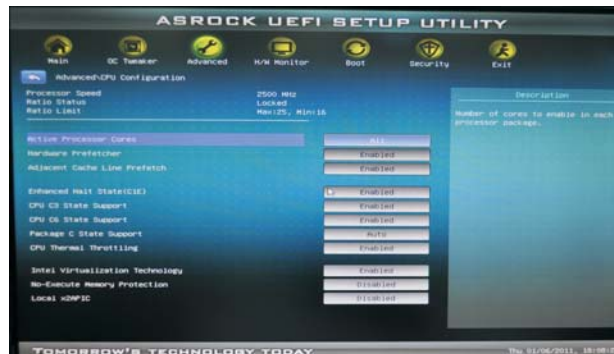 ASROCK UEFI SETUP UTILITY
Main OC Tweaker Advanced H/W Monitor Boot Security Exit
Advanced\CPU Configuration
Description
Processor Speed 2500 MHz
Ratio Status Locked
Ratio Limit Max:25, Min:16
Number of cores to enable in each
processor package.
Active Processor Cores All
Hardware Prefetcher Enabled
Adjacent Cache Line Prefetch Enabled
Enhanced Halt State(C1E) Enabled
CPU C3 State Support Enabled
CPU C6 State Support Enabled
Package C State Support Auto
CPU Thermal Throttling Enabled
Intel Virtualization Technology Enabled
No-Execute Memory Protection Disabled
Local x2APIC Disabled
TOMORROW'S TECHNOLOGY TODAY
Thu 01/06/2011,